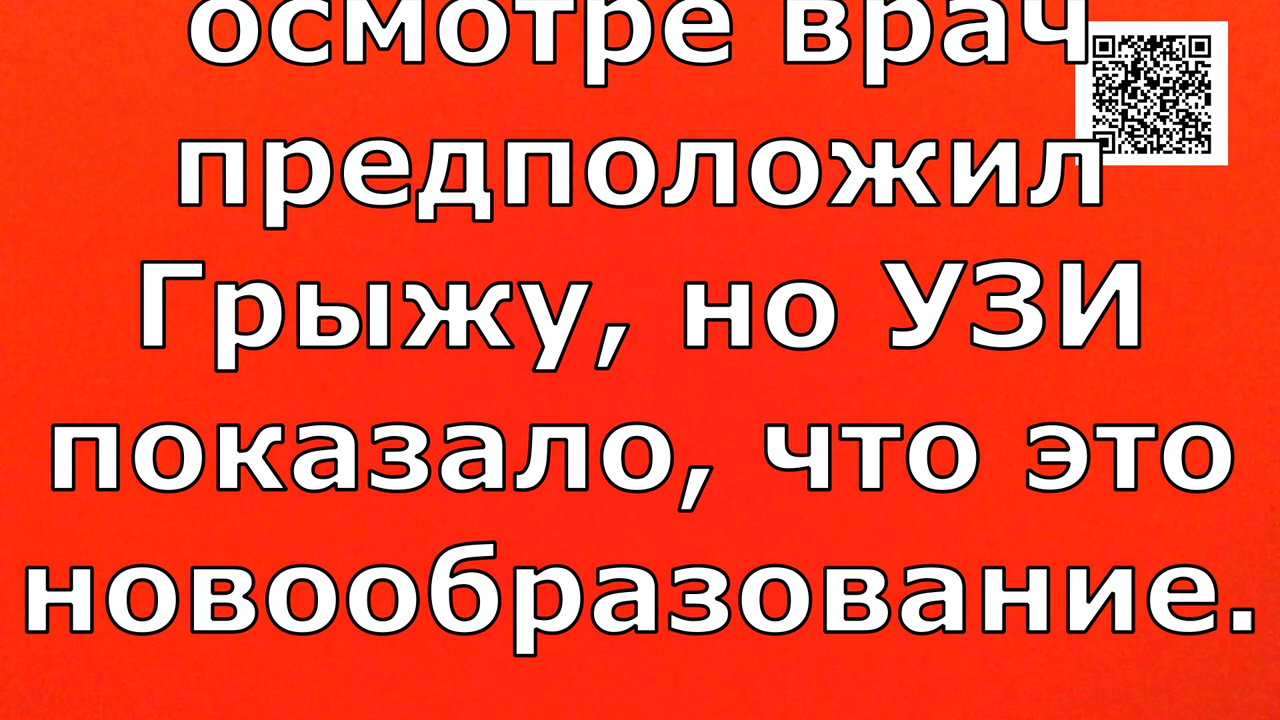 осмотре врач
предположил
Грыжу, но УЗИ
показало, что это
новообразование.